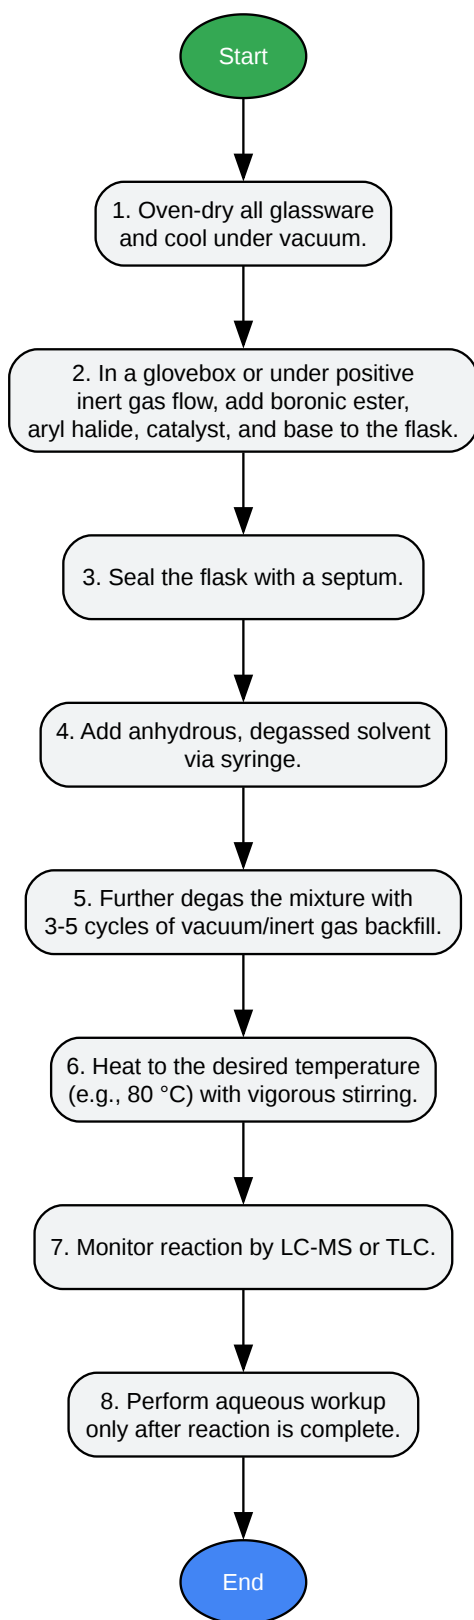 Start
1. Oven-dry all glassware
and cool under vacuum.
2. In a glovebox or under positive
inert gas flow, add boronic ester,
aryl halide, catalyst, and base to the flask.
3. Seal the flask with a septum.
4. Add anhydrous, degassed solvent
via syringe.
5. Further degas the mixture with
3-5 cycles of vacuum/inert gas backfill.
6. Heat to the desired temperature
(e.g., 80 °C) with vigorous stirring.
7. Monitor reaction by LC-MS or TLC.
8. Perform aqueous workup
only after reaction is complete.
End